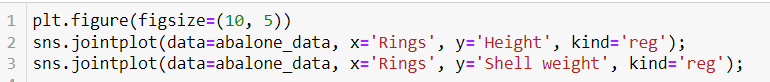 1 plt.figure(figsize=(10, 5))
2 sns.jointplot(data=abalone_data, x='Rings', y='Height', kind='reg');
3 sns.jointplot(data=abalone_data, x='Rings', y='Shell weight', kind='reg');